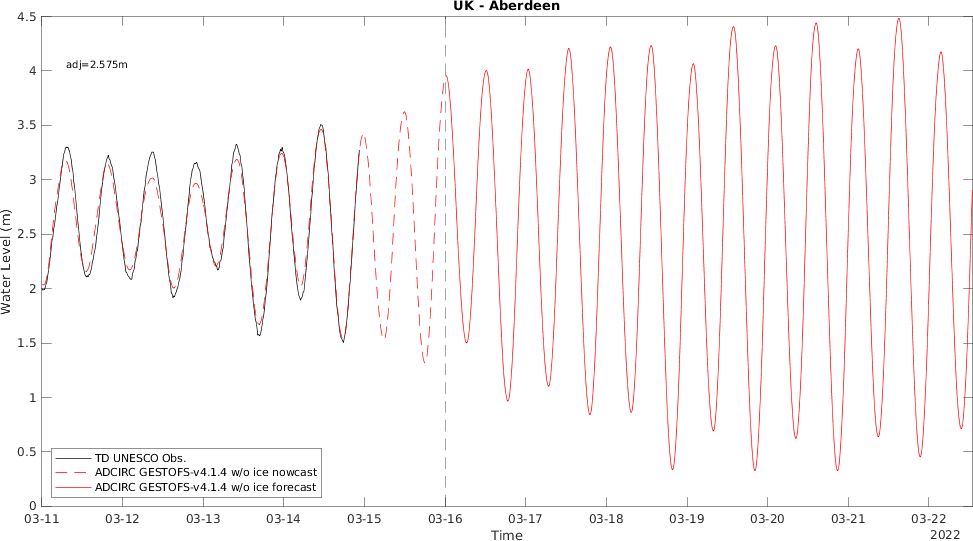 UK - Aberdeen
adj=2.575m
4.5
4
3.5
3
2.5
2
1.5
1
0.5
0
Water Level (m)
TD UNESCO Obs.
ADCIRC GESTOFS-v4.1.4 w/o ice nowcast
ADCIRC GESTOFS-v4.1.4 w/o ice forecast
03-11 03-12 03-13 03-14 03-15 03-16 03-17 03-18 03-19 03-20 03-21 03-22
Time
2022